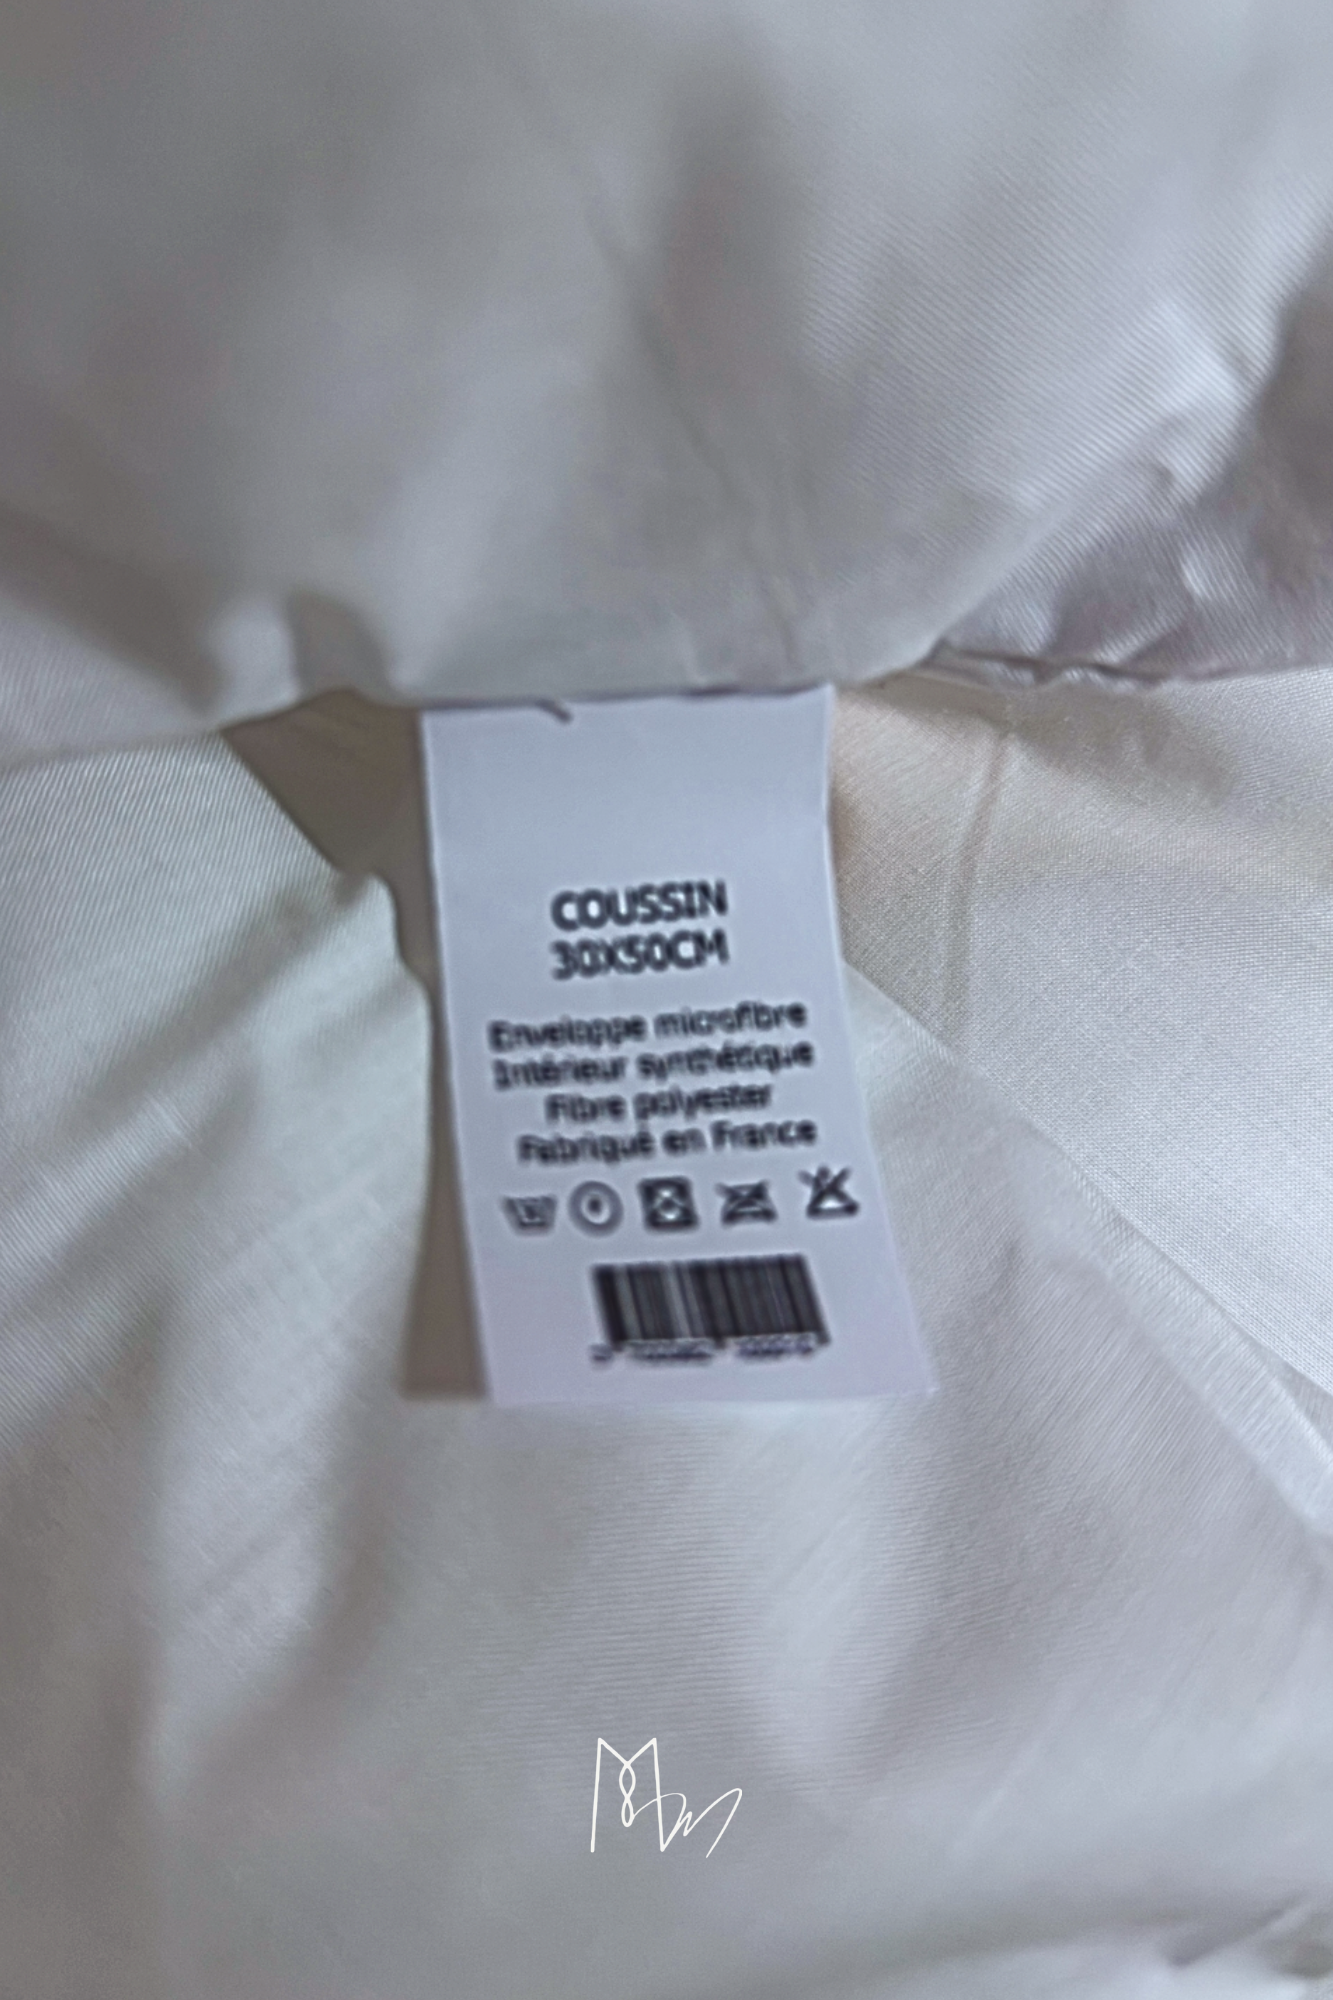 COUSSIN
30X50CM
Enveloppe microfibre
Intérieur synthétique
Fibre polyester
Fabriqué en France